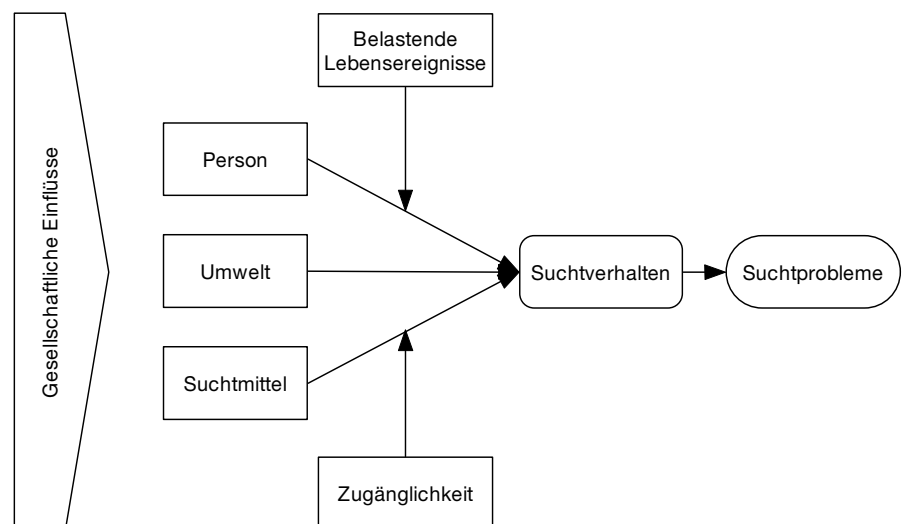 Gesellschaftliche Einflüsse
Belastende
Lebensereignisse
Person
Umwelt
Suchtmittel
Zugänglichkeit
Suchtverhalten
Suchtprobleme